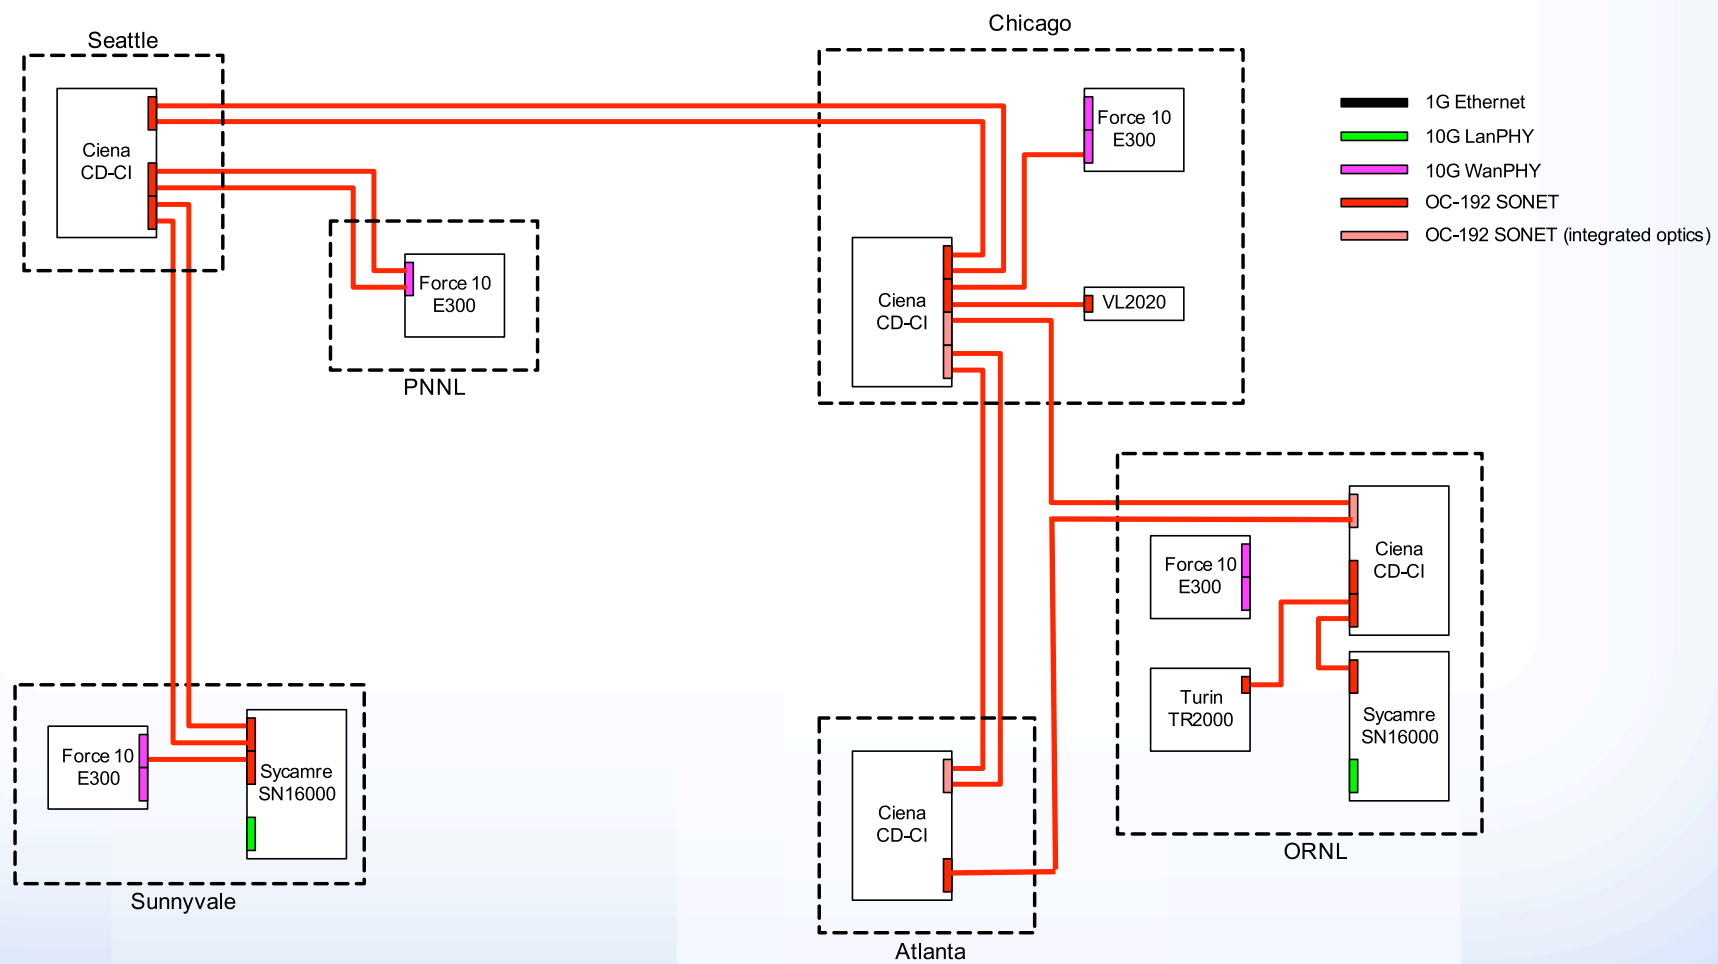 Seattle
Ciena
CD-CI
Chicago
Force 10
E300
1G Ethernet
10G LanPHY
10G WanPHY
OC-192 SONET
OC-192 SONET (integrated optics)
Force 10
E300
PNNL
Ciena
CD-CI
VL2020
Ciena
CD-CI
Force 10
E300
Turin
TR2000
Sycamre
SN16000
ORNL
Force 10
E300
Sycamre
SN16000
Sunnyvale
Ciena
CD-CI
Atlanta